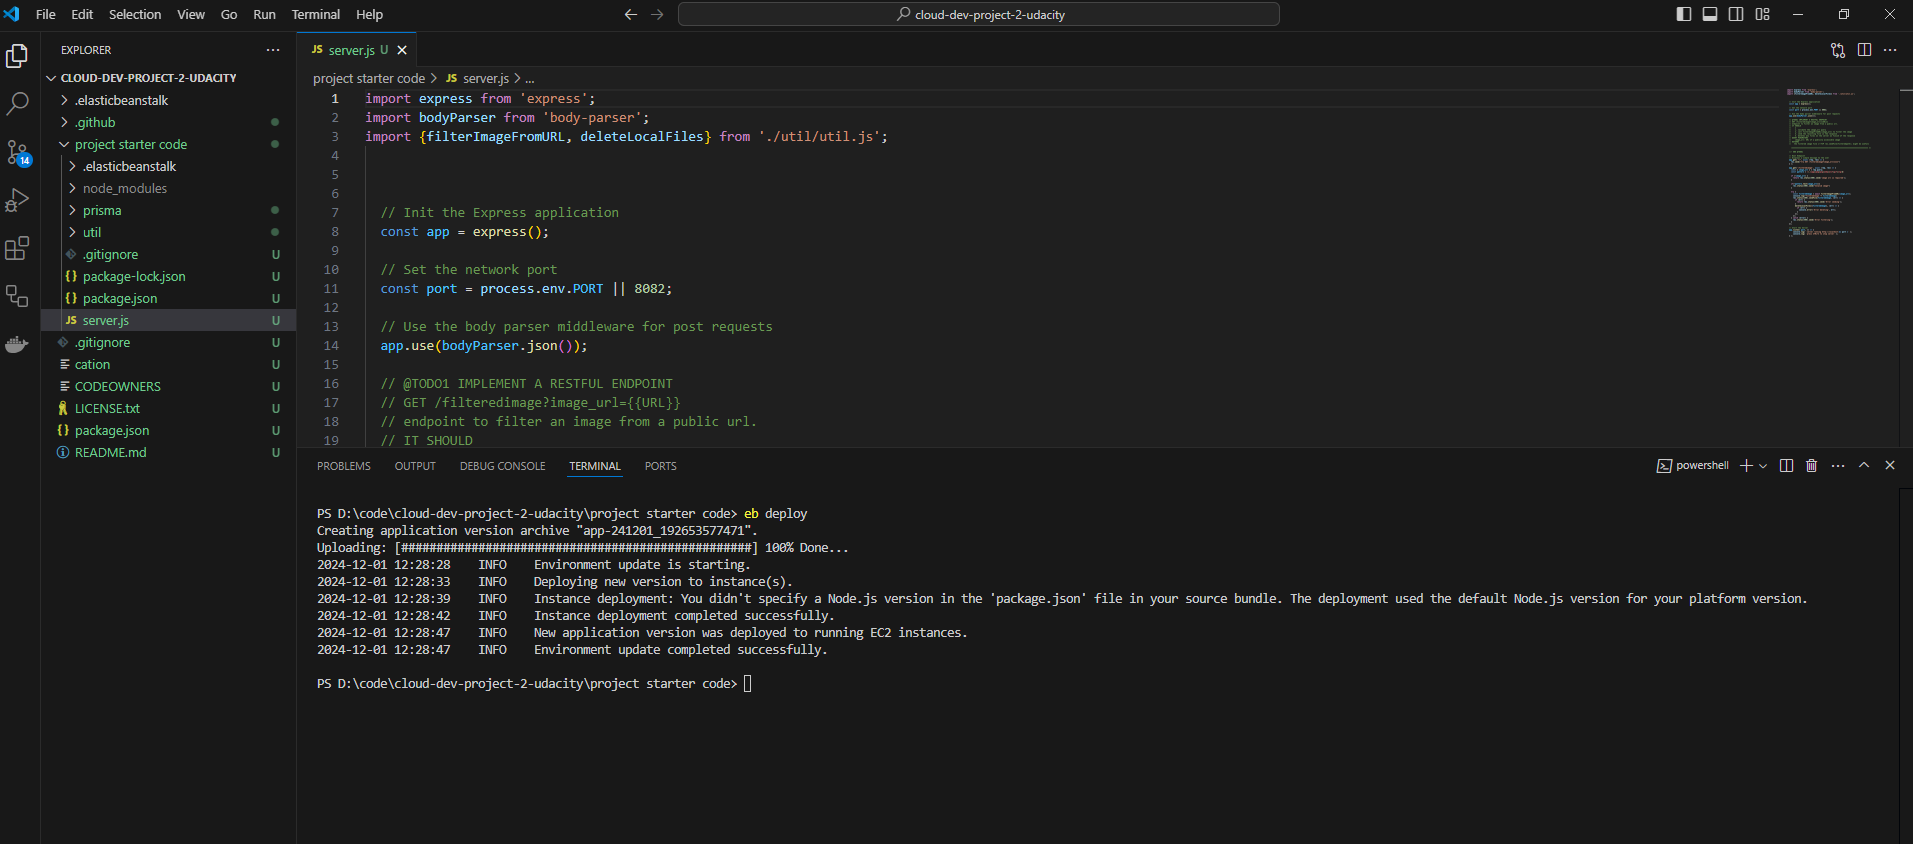 File Edit Selection View Go Run Terminal Help
cloud-dev-project-2-udacity
EXPLORER
CLOUD-DEV-PROJECT-2-UDACITY
.elasticbeanstalk
.github
project starter code
.elasticbeanstalk
node_modules
prisma
util
.gitignore U
package-lock.json U
package.json U
JS server.js U
.gitignore U
cation U
CODEOWNERS U
LICENSE.txt U
package.json U
README.md U
14
JS server.js U
project starter code > JS server.js > ...
1 import express from 'express';
2 import bodyParser from 'body-parser';
3 import {filterImageFromURL, deleteLocalFiles} from './util/util.js';
4
5
6
7 // Init the Express application
8 const app = express();
9
10 // Set the network port
11 const port = process.env.PORT || 8082;
12
13 // Use the body parser middleware for post requests
14 app.use(bodyParser.json());
15
16 // @TODO1 IMPLEMENT A RESTFUL ENDPOINT
17 // GET /filteredimage?image_url={{URL}}
18 // endpoint to filter an image from a public url.
19 // IT SHOULD
PROBLEMS OUTPUT DEBUG CONSOLE TERMINAL PORTS
powershell
PS D:\code\cloud-dev-project-2-udacity\project starter code> eb deploy
Creating application version archive "app-241201_192653577471".
Uploading: [##################################################] 100% Done...
2024-12-01 12:28:28 INFO Environment update is starting.
2024-12-01 12:28:33 INFO Deploying new version to instance(s).
2024-12-01 12:28:39 INFO Instance deployment: You didn't specify a Node.js version in the 'package.json' file in your source bundle. The deployment used the default Node.js version for your platform version.
2024-12-01 12:28:42 INFO Instance deployment completed successfully.
2024-12-01 12:28:47 INFO New application version was deployed to running EC2 instances.
2024-12-01 12:28:47 INFO Environment update completed successfully.
PS D:\code\cloud-dev-project-2-udacity\project starter code>